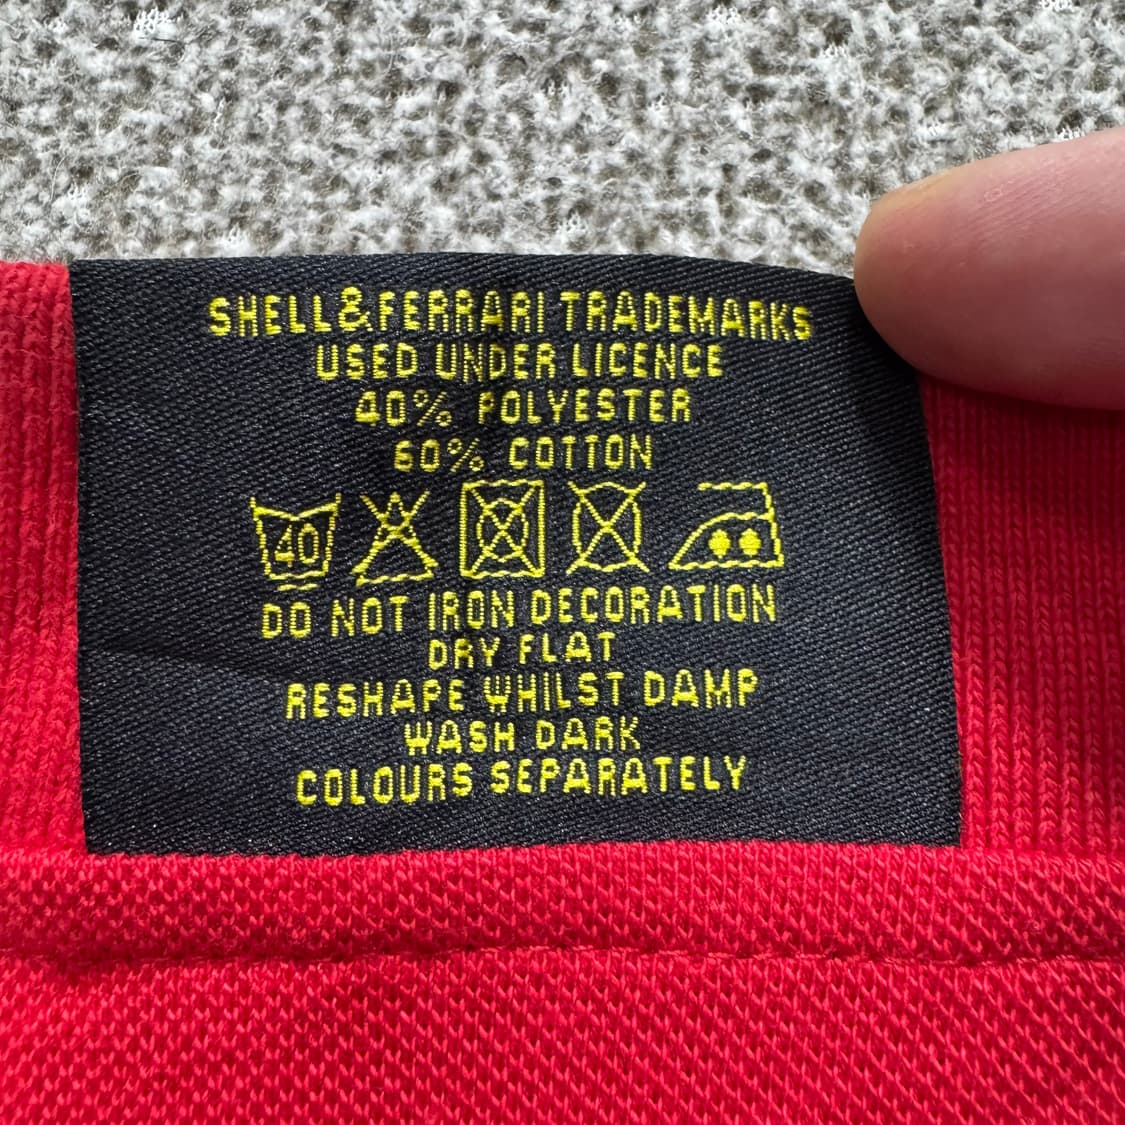 SHELL&FERRARI TRADEMARKS
USED UNDER LICENCE
40% POLYESTER
60% COTTON
40
DO NOT IRON DECORATION
DRY FLAT
RESHAPE WHILST DAMP
WASH DARK
COLOURS SEPARATELY